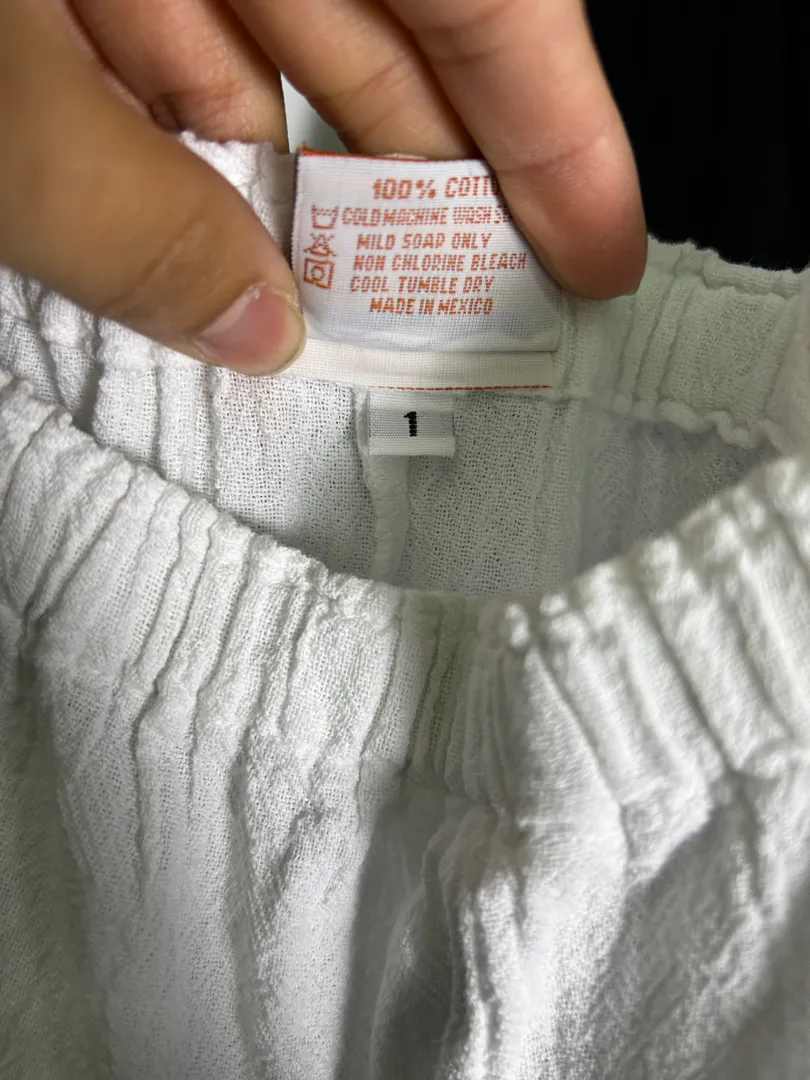 100% COTTO
COLD MACHINE WASH
MILD SOAP ONLY
NON CHLORINE BLEACH
COOL TUMBLE DRY
MADE IN MEXICO
1